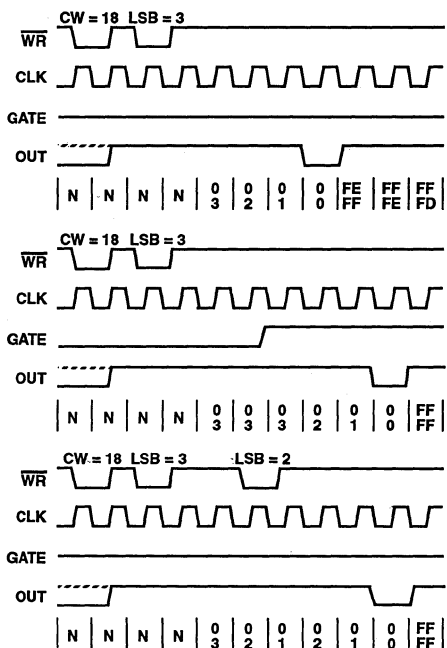 CW = 18 LSB = 3
WR
CLK
GATE
OUT
N N N N 0 0 0 0 FE FF FF
3 2 1 0 FF FE FD
CW = 18 LSB = 3
WR
CLK
GATE
OUT
N N N N 0 0 0 0 0 0 FF
3 3 3 2 1 0 FF
CW = 18 LSB = 3 LSB = 2
WR
CLK
GATE
OUT
N N N N 0 0 0 0 0 0 FF
3 2 1 2 1 0 FF